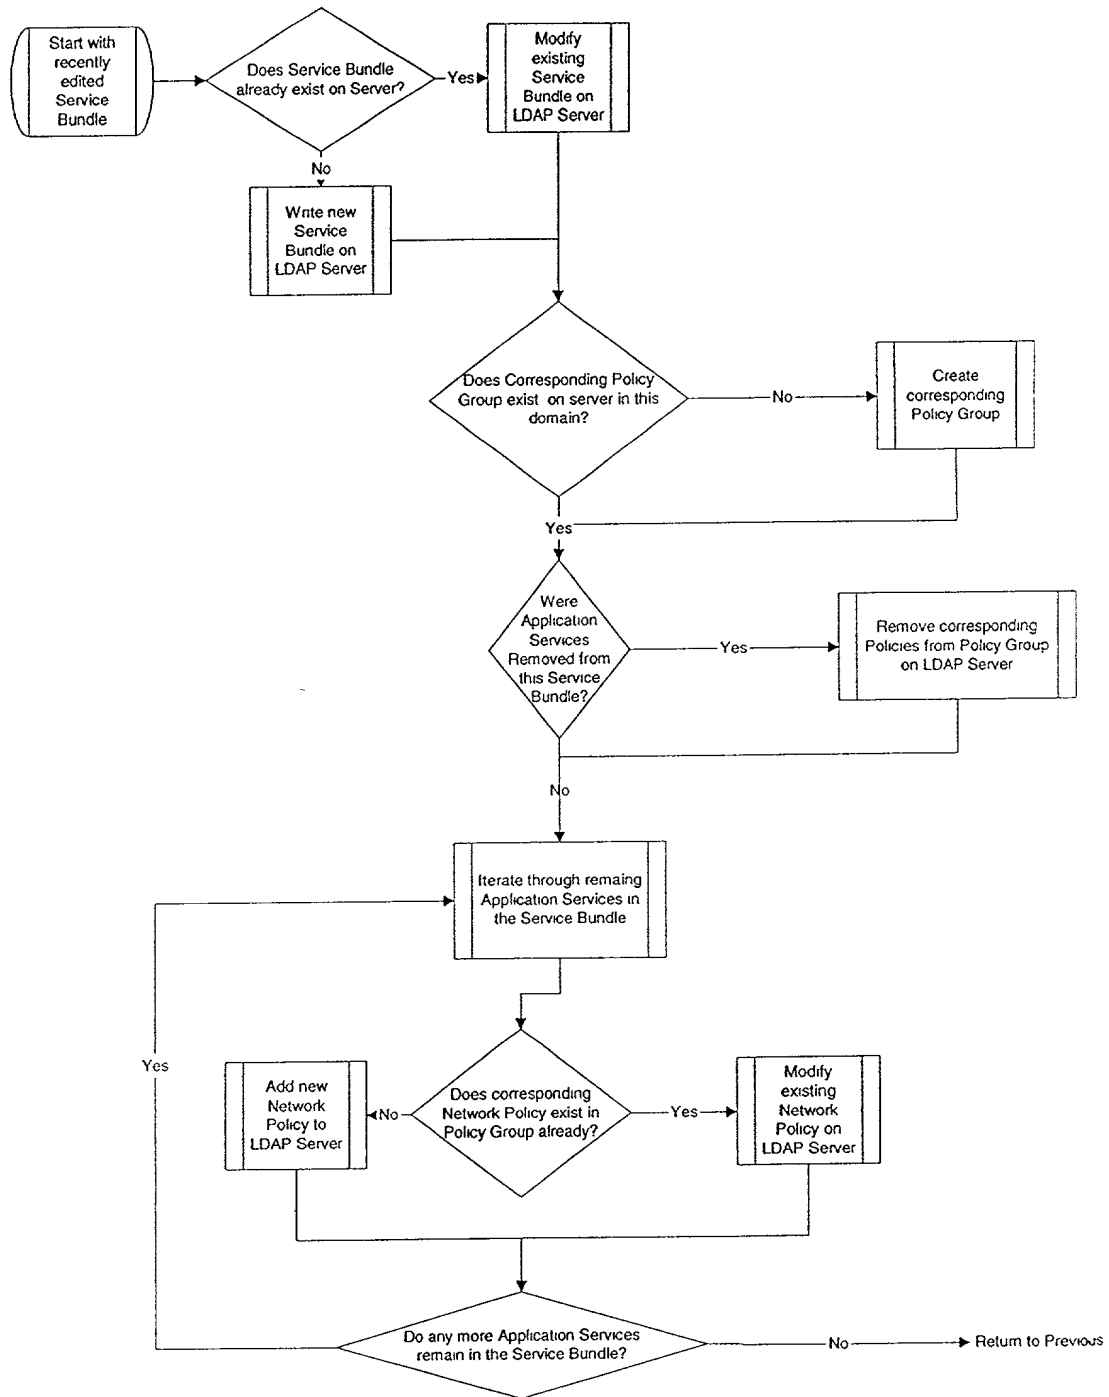 Start with
recently
edited
Service
Bundle
Does Service Bundle
already exist on Server?
Yes
Modify
existing
Service
Bundle on
LDAP Server
No
Write new
Service
Bundle on
LDAP Server
Does Corresponding Policy
Group exist on server in this
domain?
No
Create
corresponding
Policy Group
Yes
Were
Application
Services
Removed from
this Service
Bundle?
Yes
Remove corresponding
Policies from Policy Group
on LDAP Server
No
Iterate through remaing
Application Services in
the Service Bundle
Yes
Add new
Network
Policy to
LDAP Server
No
Does corresponding
Network Policy exist in
Policy Group already?
Yes
Modify
existing
Network
Policy on
LDAP Server
Do any more Application Services
remain in the Service Bundle?
No
Return to Previous